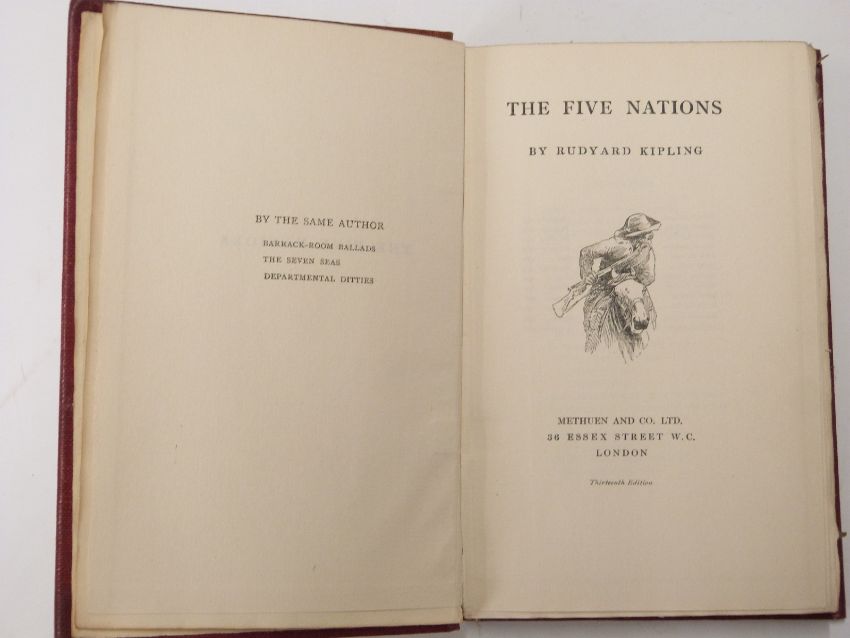 BY THE SAME AUTHOR
BARRACK-ROOM BALLADS
THE SEVEN SEAS
DEPARTMENTAL DITTIES
THE FIVE NATIONS
BY RUDYARD KIPLING
METHUEN AND CO. LTD.
36 ESSEX STREET W.C.
LONDON
Thirteenth Edition